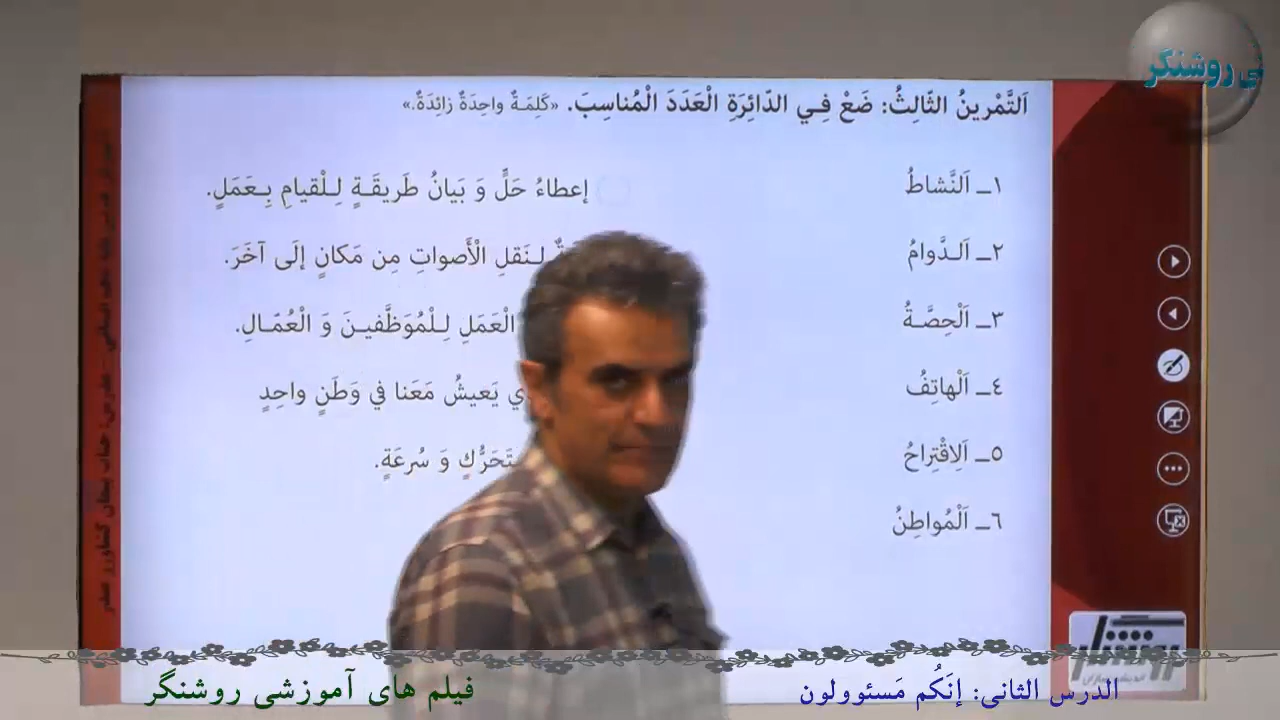 ی روشنگر
اَلتَّمْرينُ الثّالِثُ: ضَعْ فِي الدّائِرَةِ الْعَدَدَ الْمُناسِبَ. «كَلِمَةٌ واحِدَةٌ زائِدَةٌ.»
١ـ اَلنَّشاطُ
٢ـ اَلدَّوامُ
٣ـ اَلْحِصَّةُ
٤ـ اَلْهاتِفُ
٥ـ اَلِاقْتِراحُ
٦ـ اَلْمُواطِنُ
إعطاءُ حَلٍّ وَ بَيانُ طَريقَةٍ لِلْقيامِ بِعَمَلٍ.
لِنَقلِ الْأَصواتِ مِن مَكانٍ إلَى آخَرَ.
الْعَمَلِ لِلْمُوَظَّفينَ وَ الْعُمّالِ.
يَعيشُ مَعَنا في وَطَنٍ واحِدٍ
وَ سُرعَةٍ.
الدرس الثانی: إنَکُم مَسئوولون
فیلم های آموزشی روشنگر